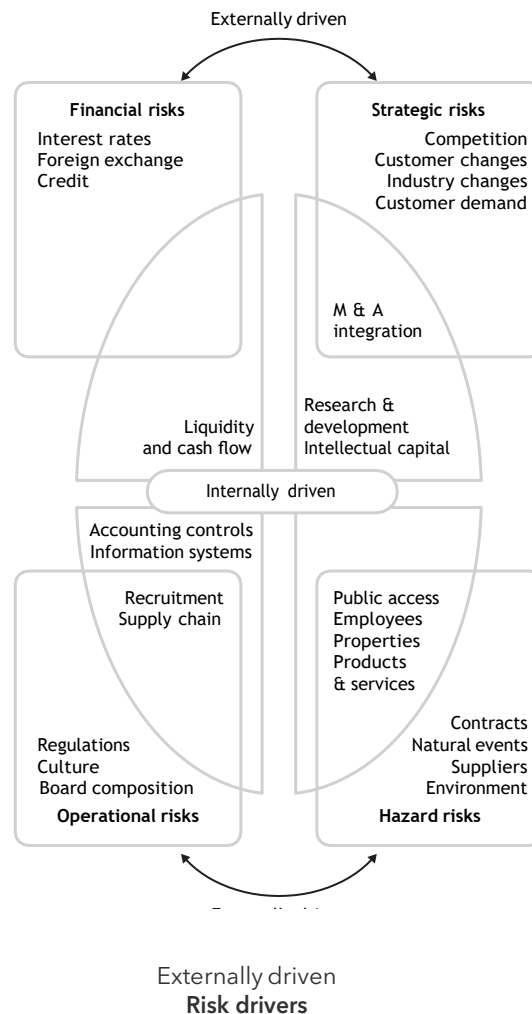 Externally driven
Financial risks
Interest rates
Foreign exchange
Credit
Strategic risks
Competition
Customer changes
Industry changes
Customer demand
M & A
integration
Liquidity
and cash flow
Research &
development
Intellectual capital
Internally driven
Accounting controls
Information systems
Recruitment
Supply chain
Public access
Employees
Properties
Products
& services
Regulations
Culture
Board composition
Operational risks
Contracts
Natural events
Suppliers
Environment
Hazard risks
Externally driven
Risk drivers